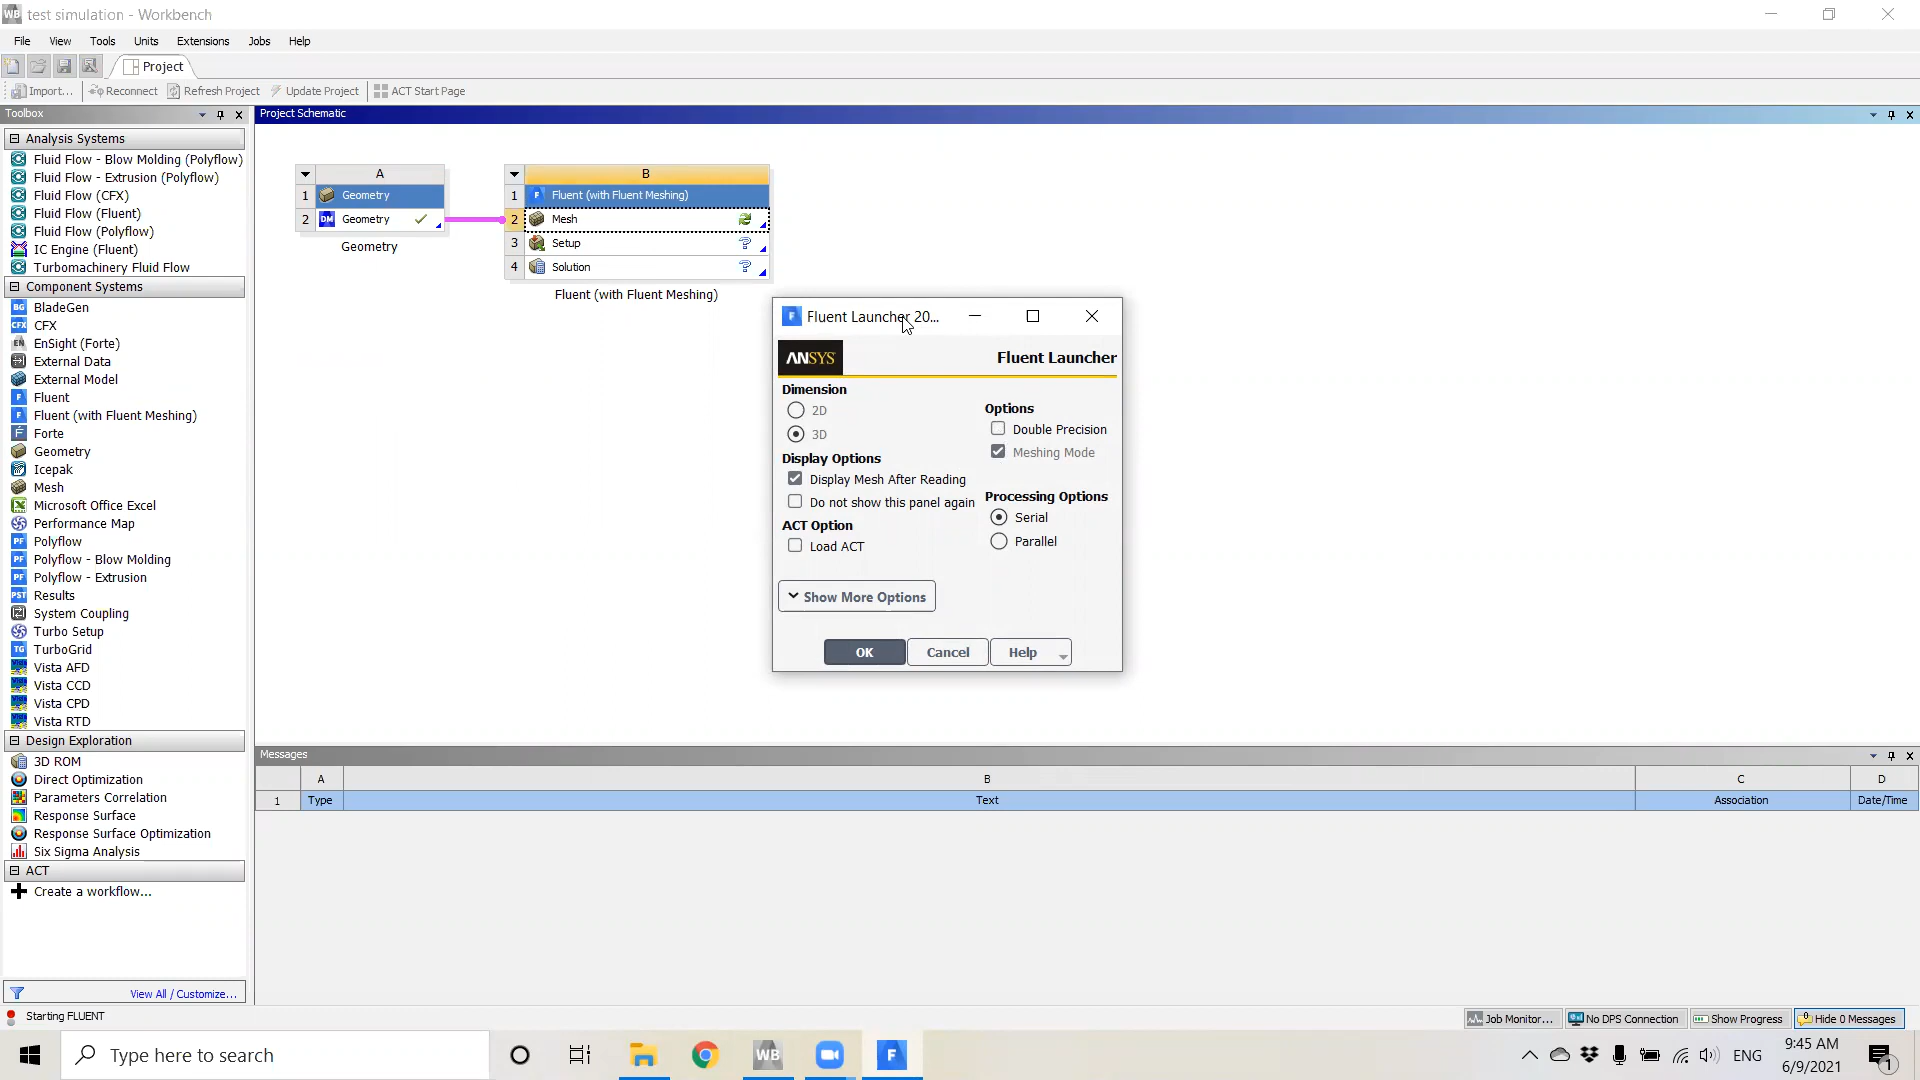 test simulation - Workbench
File View Tools Units Extensions Jobs Help
Project
Import... Reconnect Refresh Project Update Project ACT Start Page
Toolbox
Analysis Systems
Fluid Flow - Blow Molding (Polyflow)
Fluid Flow - Extrusion (Polyflow)
Fluid Flow (CFX)
Fluid Flow (Fluent)
Fluid Flow (Polyflow)
IC Engine (Fluent)
Turbomachinery Fluid Flow
Component Systems
BladeGen
CFX
EnSight (Forte)
External Data
External Model
Fluent
Fluent (with Fluent Meshing)
Forte
Geometry
Icepak
Mesh
Microsoft Office Excel
Performance Map
Polyflow
Polyflow - Blow Molding
Polyflow - Extrusion
Results
System Coupling
Turbo Setup
TurboGrid
Vista AFD
Vista CCD
Vista CPD
Vista RTD
Design Exploration
3D ROM
Direct Optimization
Parameters Correlation
Response Surface
Response Surface Optimization
Six Sigma Analysis
ACT
Create a workflow...
View All / Customize...
Project Schematic
A
1 Geometry
2 DM Geometry
Geometry
B
1 Fluent (with Fluent Meshing)
2 Mesh
3 Setup
4 Solution
Fluent (with Fluent Meshing)
Fluent Launcher 20...
ANSYS Fluent Launcher
Dimension
2D
3D
Display Options
Display Mesh After Reading
Do not show this panel again
ACT Option
Load ACT
Options
Double Precision
Meshing Mode
Processing Options
Serial
Parallel
Show More Options
OK Cancel Help
Messages
A B C D
1 Type Text Association Date/Time
Starting FLUENT
Job Monitor... No DPS Connection Show Progress Hide 0 Messages
Type here to search
WB
F
ENG
9:45 AM
6/9/2021
1